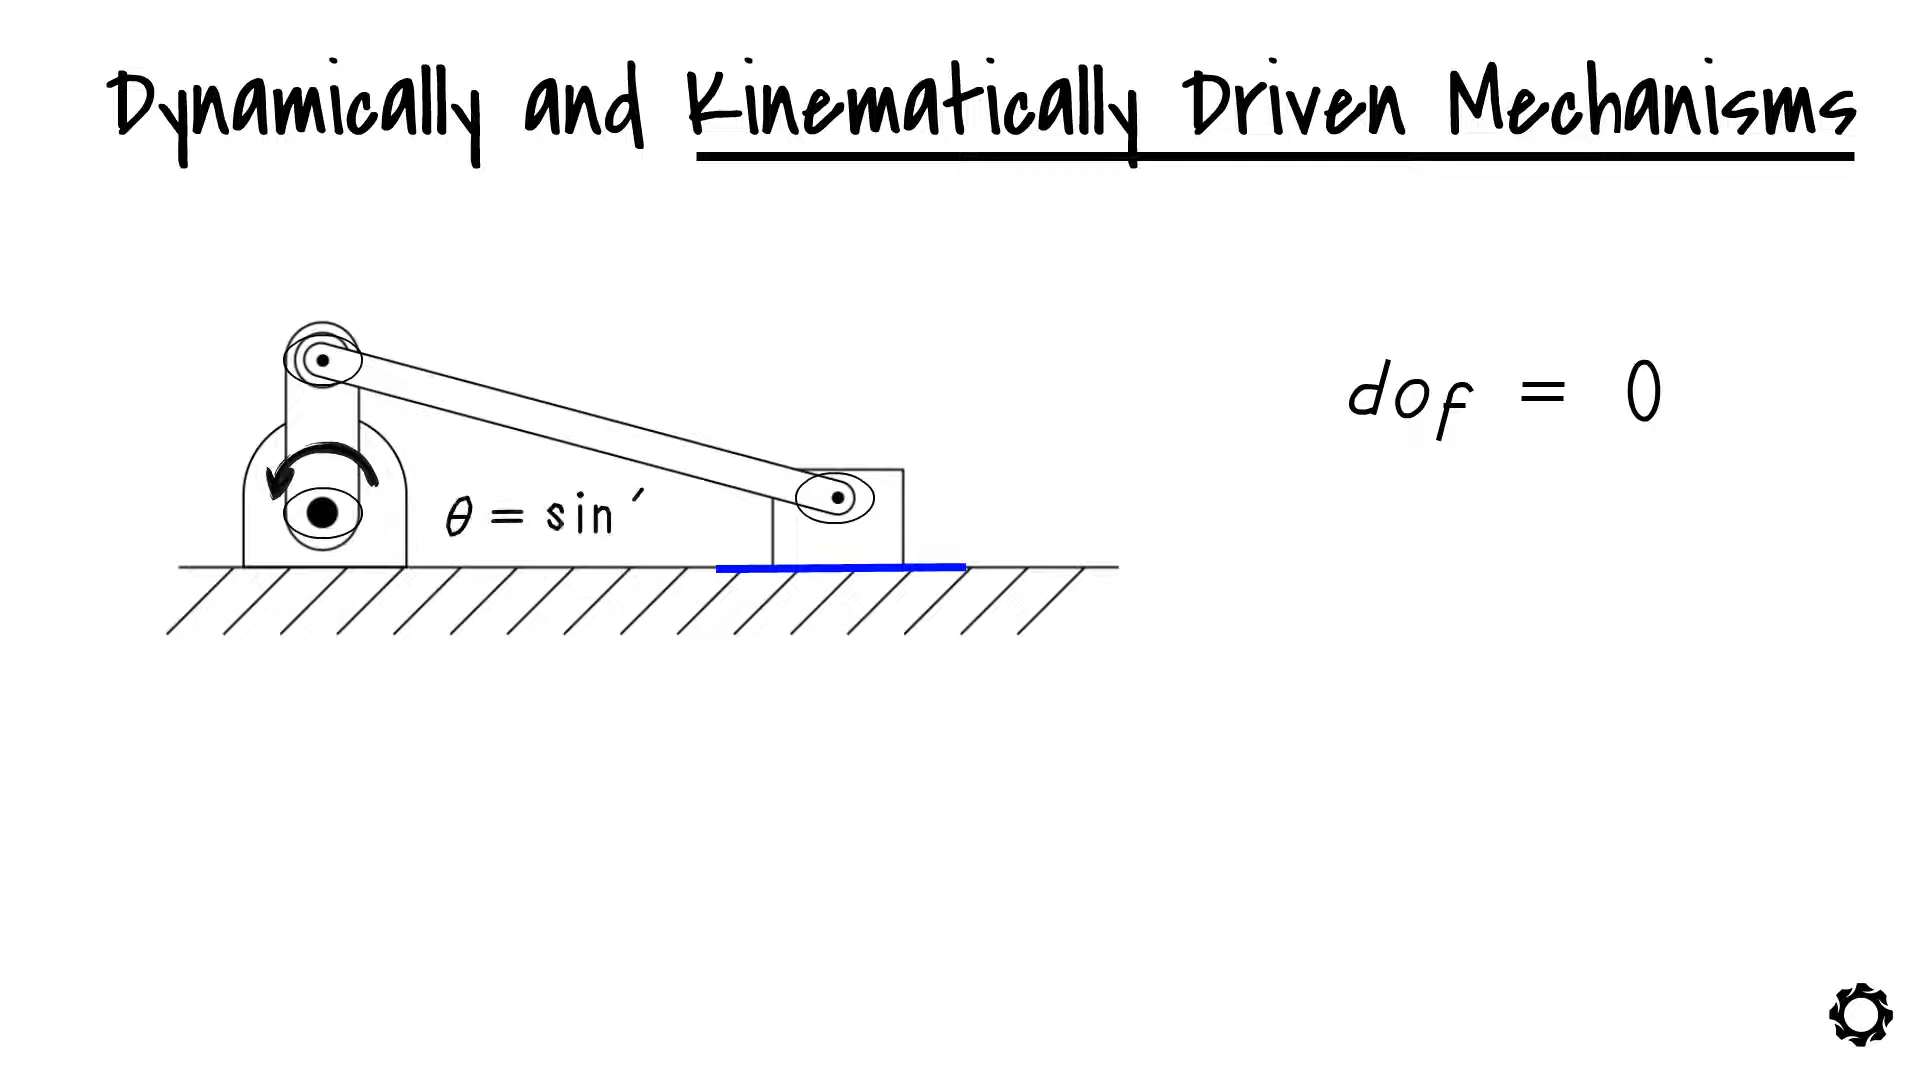 Dynamically and Kinematically Driven Mechanisms
dof = 0
θ = sin